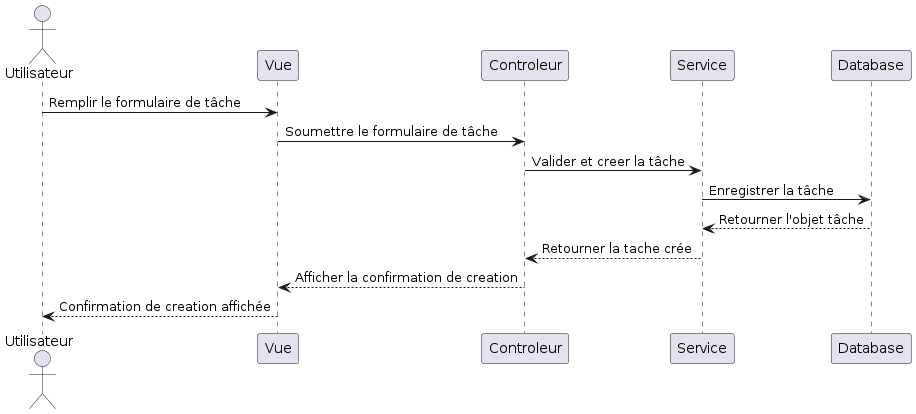 Utilisateur
Vue
Controleur
Service
Database
Remplir le formulaire de tâche
Soumettre le formulaire de tâche
Valider et creer la tâche
Enregistrer la tâche
Retourner l'objet tâche
Retourner la tache crée
Afficher la confirmation de creation
Confirmation de creation affichée
Utilisateur
Vue
Controleur
Service
Database